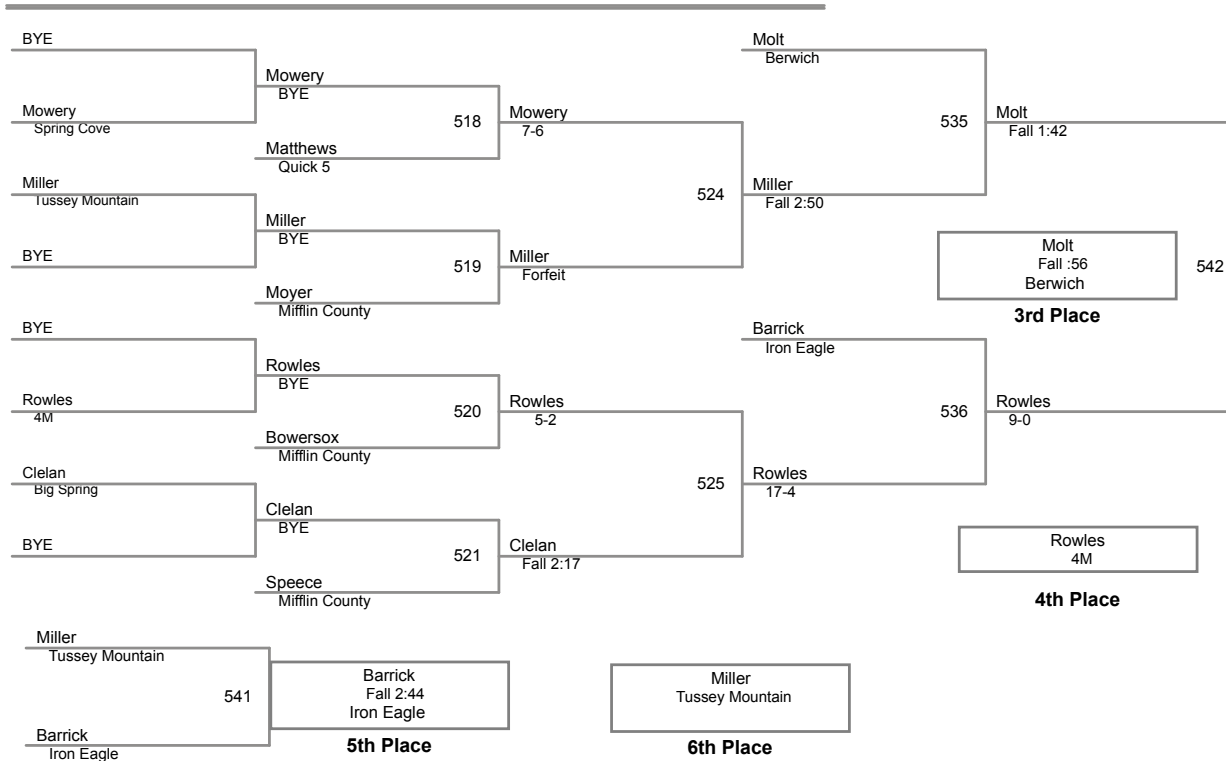 BYE
Mowery
Spring Cove
Miller
Tussey Mountain
BYE
BYE
Rowles
4M
Clelan
Big Spring
BYE
Mowery
BYE
Matthews
Quick 5
Miller
BYE
Moyer
Mifflin County
Rowles
BYE
Bowersox
Mifflin County
Clelan
BYE
Speece
Mifflin County
518
519
520
521
Mowery
7-6
Miller
Forfeit
Rowles
5-2
Clelan
Fall 2:17
524
525
Molt
Berwich
Miller
Fall 2:50
Barrick
Iron Eagle
Rowles
17-4
535
536
Molt
Fall 1:42
Rowles
9-0
Molt
Fall :56
Berwich
542
3rd Place
Rowles
4M
4th Place
Miller
Tussey Mountain
541
Barrick
Iron Eagle
Barrick
Fall 2:44
Iron Eagle
5th Place
Miller
Tussey Mountain
6th Place